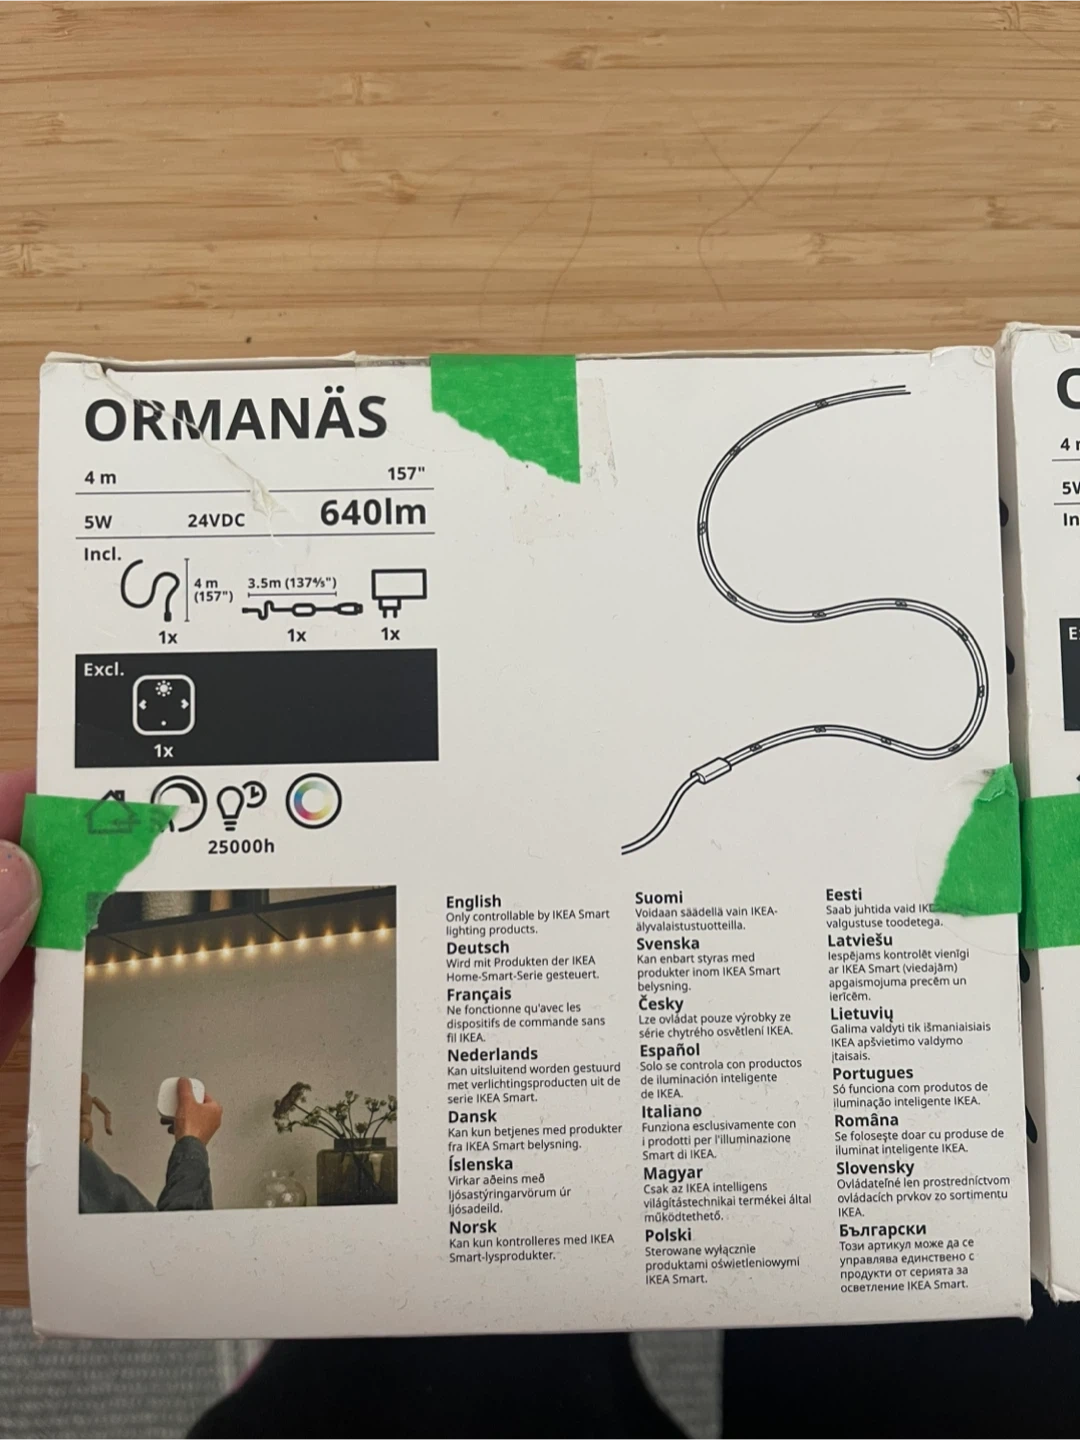 ORMANÄS
4 m 157"
5W 24VDC 640lm
Incl.
4 m
(157")
3.5m (137⅘")
1x 1x 1x
Excl.
1x
25000h
English
Only controllable by IKEA Smart
lighting products.
Deutsch
Wird mit Produkten der IKEA
Home-Smart-Serie gesteuert.
Français
Ne fonctionne qu'avec les
dispositifs de commande sans
fil IKEA.
Nederlands
Kan uitsluitend worden gestuurd
met verlichtingsproducten uit de
serie IKEA Smart.
Dansk
Kan kun betjenes med produkter
fra IKEA Smart belysning.
Íslenska
Virkar aðeins með
ljósastýringarvörum úr
ljósadeild.
Norsk
Kan kun kontrolleres med IKEA
Smart-lysprodukter.
Suomi
Voidaan säädellä vain IKEA-
älyvalaistustuotteilla.
Svenska
Kan enbart styras med
produkter inom IKEA Smart
belysning.
Česky
Lze ovládat pouze výrobky ze
série chytrého osvětlení IKEA.
Español
Solo se controla con productos
de iluminación inteligente
de IKEA.
Italiano
Funziona esclusivamente con
i prodotti per l'illuminazione
Smart di IKEA.
Magyar
Csak az IKEA intelligens
világítástechnikai termékei által
működtethető.
Polski
Sterowane wyłącznie
produktami oświetleniowymi
IKEA Smart.
Eesti
Saab juhtida vaid
valgustuse toodetega.
Latviešu
Iespējams kontrolēt vienīgi
ar IKEA Smart (viedajām)
apgaismojuma precēm un
ierīcēm.
Lietuvių
Galima valdyti tik išmaniaisiais
IKEA apšvietimo valdymo
įtaisais.
Portugues
Só funciona com produtos de
iluminação inteligente IKEA.
Româna
Se foloseşte doar cu produse de
iluminat inteligente IKEA.
Slovensky
Ovládateľné len prostredníctvom
ovládacích prvkov zo sortimentu
IKEA.
Български
Този артикул може да се
управлява единствено с
продукти от серията за
осветление IKEA Smart.
4
5
In
E